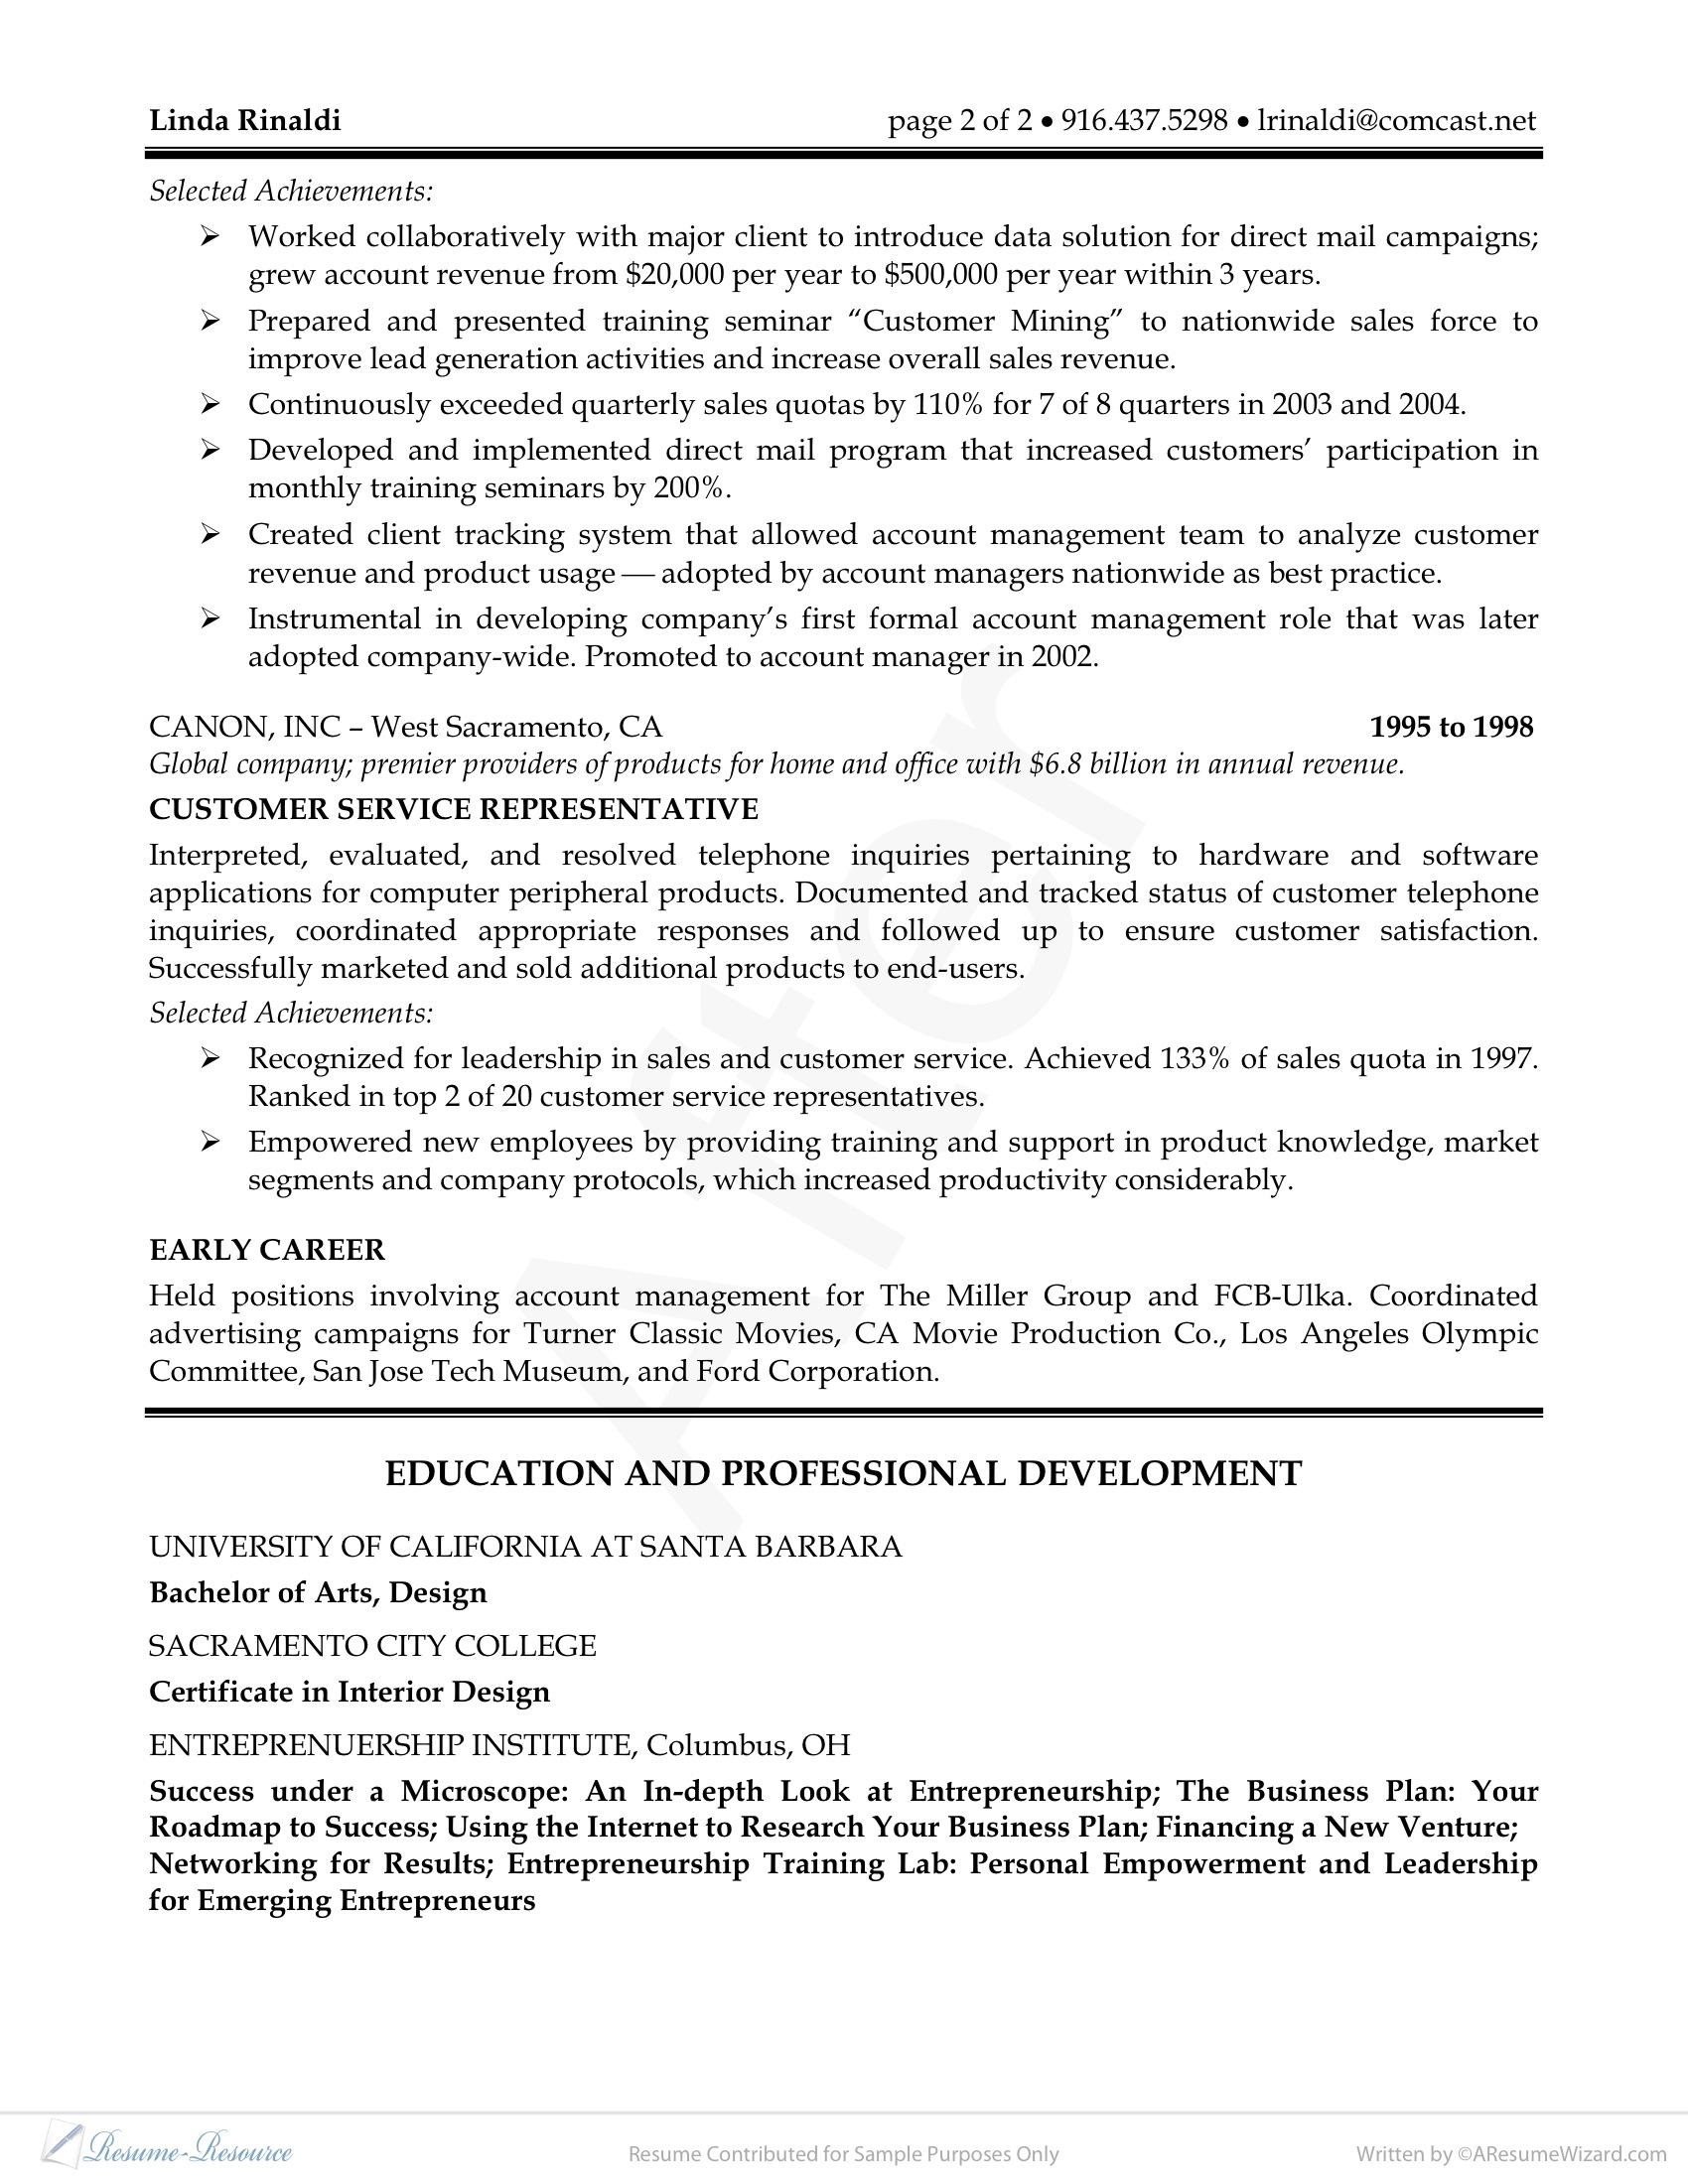 Linda Rinaldi page 2 of 2 • 916.437.5298 • lrinaldi@comcast.net
Selected Achievements:
➢ Worked collaboratively with major client to introduce data solution for direct mail campaigns;
grew account revenue from $20,000 per year to $500,000 per year within 3 years.
➢ Prepared and presented training seminar “Customer Mining” to nationwide sales force to
improve lead generation activities and increase overall sales revenue.
➢ Continuously exceeded quarterly sales quotas by 110% for 7 of 8 quarters in 2003 and 2004.
➢ Developed and implemented direct mail program that increased customers’ participation in
monthly training seminars by 200%.
➢ Created client tracking system that allowed account management team to analyze customer
revenue and product usage — adopted by account managers nationwide as best practice.
➢ Instrumental in developing company’s first formal account management role that was later
adopted company-wide. Promoted to account manager in 2002.
CANON, INC – West Sacramento, CA 1995 to 1998
Global company; premier providers of products for home and office with $6.8 billion in annual revenue.
CUSTOMER SERVICE REPRESENTATIVE
Interpreted, evaluated, and resolved telephone inquiries pertaining to hardware and software
applications for computer peripheral products. Documented and tracked status of customer telephone
inquiries, coordinated appropriate responses and followed up to ensure customer satisfaction.
Successfully marketed and sold additional products to end-users.
Selected Achievements:
➢ Recognized for leadership in sales and customer service. Achieved 133% of sales quota in 1997.
Ranked in top 2 of 20 customer service representatives.
➢ Empowered new employees by providing training and support in product knowledge, market
segments and company protocols, which increased productivity considerably.
EARLY CAREER
Held positions involving account management for The Miller Group and FCB-Ulka. Coordinated
advertising campaigns for Turner Classic Movies, CA Movie Production Co., Los Angeles Olympic
Committee, San Jose Tech Museum, and Ford Corporation.
After
EDUCATION AND PROFESSIONAL DEVELOPMENT
UNIVERSITY OF CALIFORNIA AT SANTA BARBARA
Bachelor of Arts, Design
SACRAMENTO CITY COLLEGE
Certificate in Interior Design
ENTREPRENUERSHIP INSTITUTE, Columbus, OH
Success under a Microscope: An In-depth Look at Entrepreneurship; The Business Plan: Your
Roadmap to Success; Using the Internet to Research Your Business Plan; Financing a New Venture;
Networking for Results; Entrepreneurship Training Lab: Personal Empowerment and Leadership
for Emerging Entrepreneurs
Resume-Resource Resume Contributed for Sample Purposes Only Written by ©AResumeWizard.com